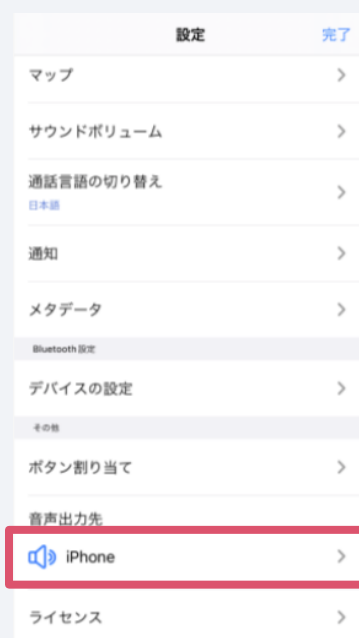 設定
完了
マップ
サウンドボリューム
通話言語の切り替え
日本語
通知
メタデータ
Bluetooth 設定
デバイスの設定
その他
ボタン割り当て
音声出力先
iPhone
ライセンス